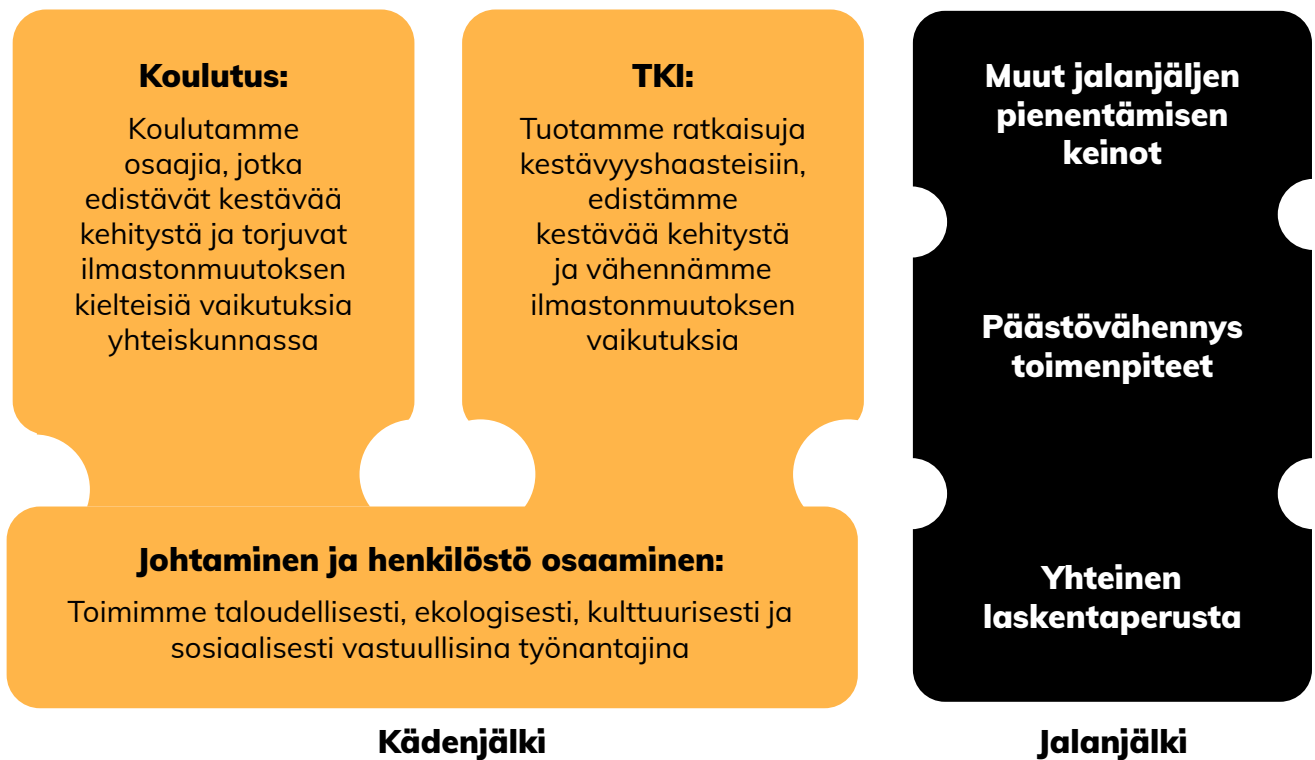 Koulutus:
Koulutamme
osaajia, jotka
edistävät kestävää
kehitystä ja torjuvat
ilmastonmuutoksen
kielteisiä vaikutuksia
yhteiskunnassa
TKI:
Tuotamme ratkaisuja
kestävyyshaasteisiin,
edistämme
kestävää kehitystä
ja vähennämme
ilmastonmuutoksen
vaikutuksia
Johtaminen ja henkilöstö osaaminen:
Toimimme taloudellisesti, ekologisesti, kulttuurisesti ja
sosiaalisesti vastuullisina työnantajina
Kädenjälki
Muut jalanjäljen
pienentämisen
keinot
Päästövähennys
toimenpiteet
Yhteinen
laskentaperusta
Jalanjälki